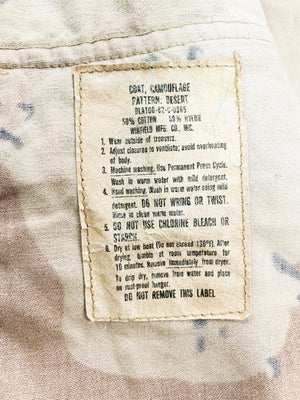 COAT, CAMOUFLAGE
PATTERN: DESERT
DLA100-82-C-0365
50% COTTON 50% NYLON
WINFIELD MFG. CO., INC.
1. Wear outside of trousers.
2. Adjust closures to ventilate; avoid overheating
of body.
3. Machine washing. Use Permanent Press Cycle.
Wash in warm water with mild detergent.
4. Hand washing. Wash in warm water using mild
detergent. DO NOT WRING OR TWIST.
Rinse in clean warm water.
5. DO NOT USE CHLORINE BLEACH OR
STARCH.
6. Dry at low heat (Do not exceed 130°F). After
drying, tumble at room temperature for
10 minutes. Remove immediately from dryer.
To drip dry, remove from water and place
on rust-proof hanger.
DO NOT REMOVE THIS LABEL